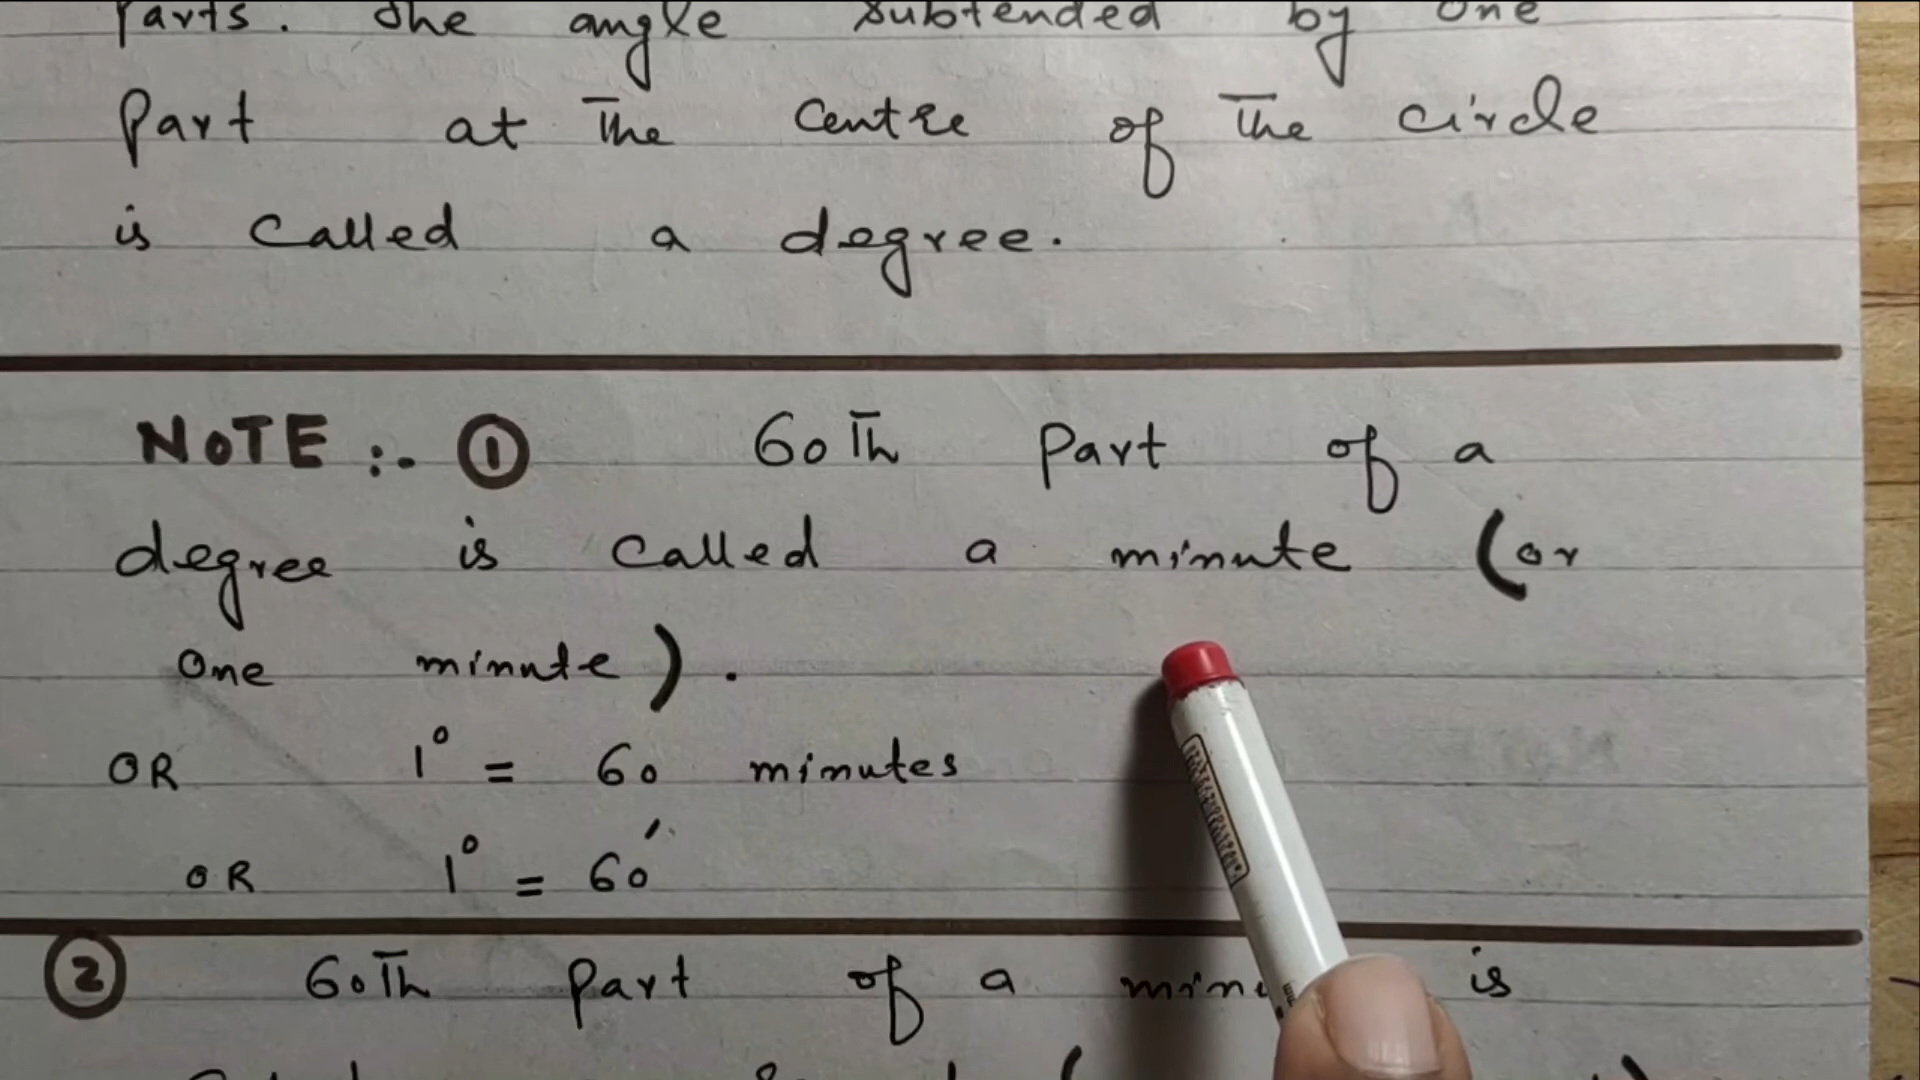 Parts. The angle subtended by one
Part at The Centre of The circle
is called a degree.
NOTE :- ① 60Th Part of a
degree is called a minute (or
One minute).
OR 1° = 60 minutes
OR 1° = 60′
② 60Th Part of a is